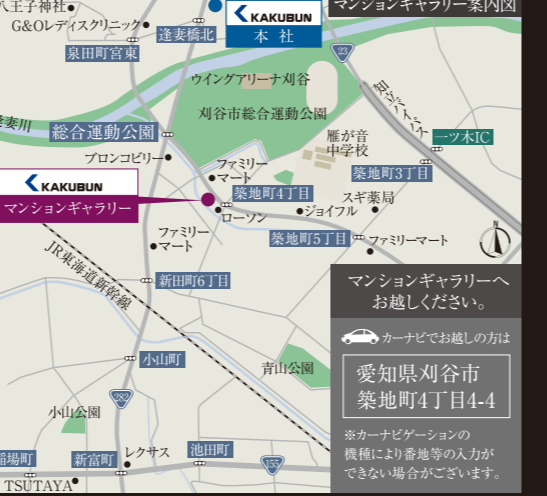 八王子神社
G&Oレディスクリニック
逢妻橋北
泉田町宮東
KAKUBUN
本社
マンションギャラリー案内図
23
知立バイパス
ウイングアリーナ刈谷
刈谷市総合運動公園
逢妻川
総合運動公園
雁が音
中学校
一ツ木IC
ブロンコビリー
ファミリー
マート
築地町3丁目
KAKUBUN
マンションギャラリー
築地町4丁目
スギ薬局
ローソン
ジョイフル
築地町5丁目
ファミリーマート
ファミリー
マート
JR東海道新幹線
新田町6丁目
マンションギャラリーへ
お越しください。
カーナビでお越しの方は
愛知県刈谷市
築地町4丁目4-4
※カーナビゲーションの
機種により番地等の入力が
できない場合がございます。
小山町
青山公園
282
小山公園
稲場町
新富町
レクサス
池田町
155
TSUTAYA